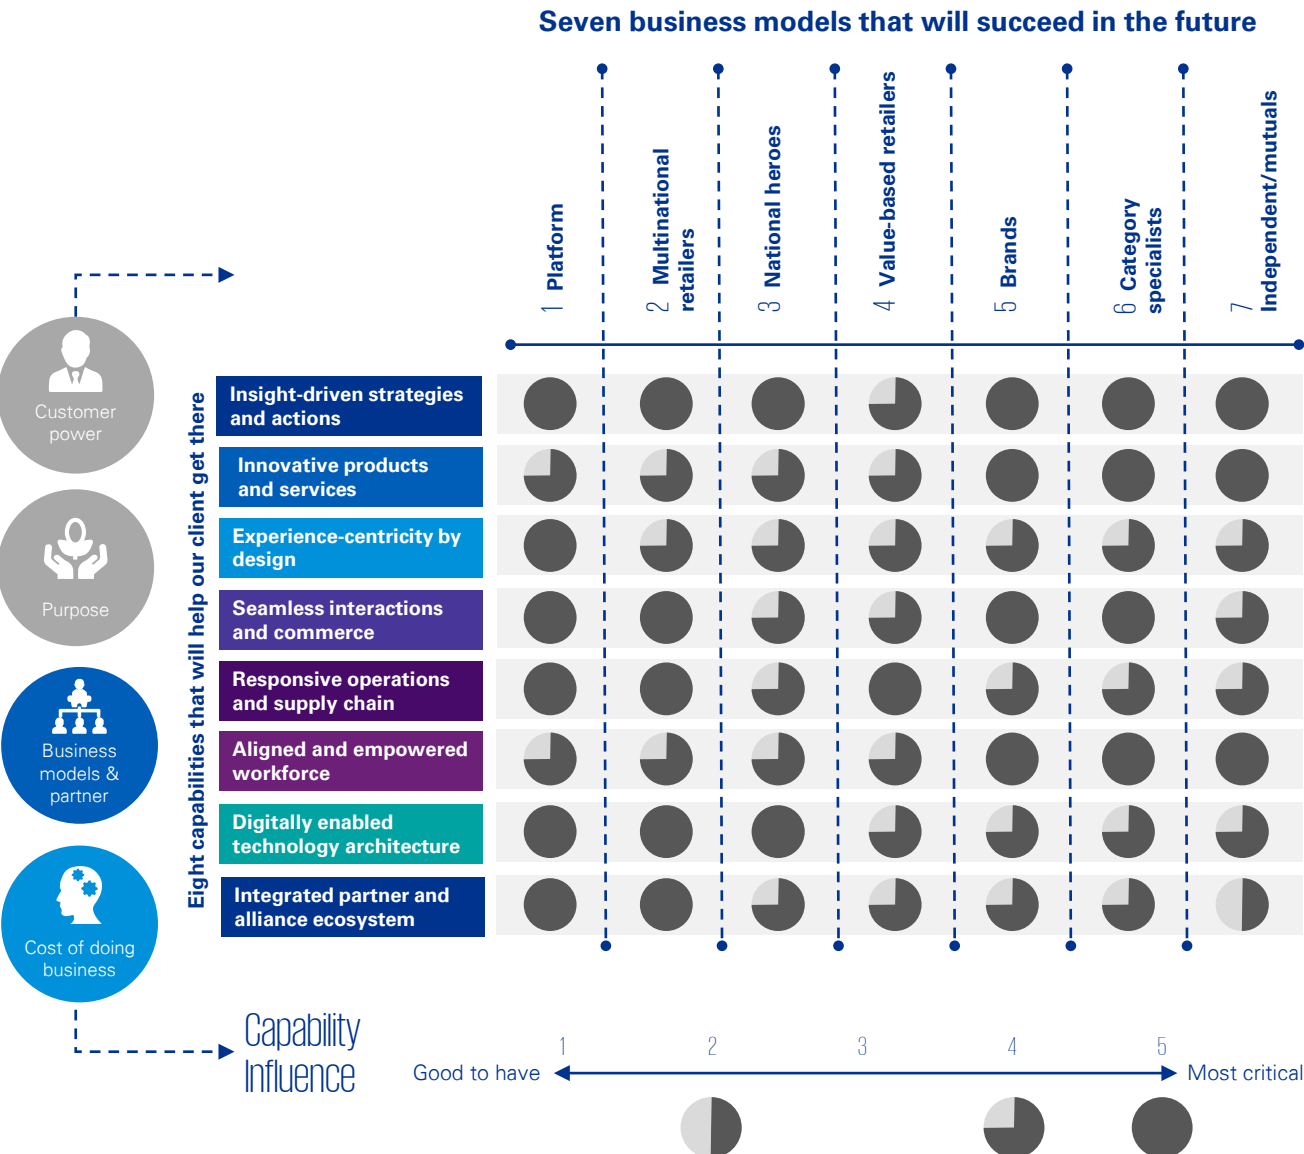 Seven business models that will succeed in the future
1 Platform
2 Multinational
retailers
3 National heroes
4 Value-based retailers
5 Brands
6 Category
specialists
7 Independent/mutuals
Customer
power
Purpose
Business
models &
partner
Cost of doing
business
Eight capabilities that will help our client get there
Insight-driven strategies
and actions
Innovative products
and services
Experience-centricity by
design
Seamless interactions
and commerce
Responsive operations
and supply chain
Aligned and empowered
workforce
Digitally enabled
technology architecture
Integrated partner and
alliance ecosystem
Capability
Influence
1 2 3 4 5
Good to have Most critical